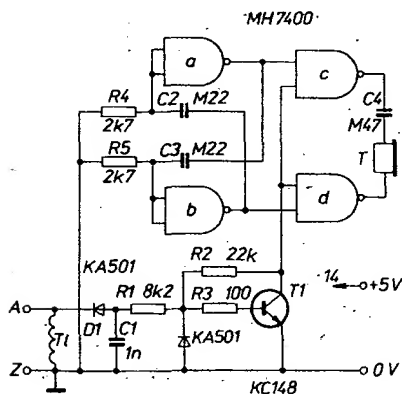 MH7400
a
c
R4
C2 M22
C4
2k7
M47
R5
C3 M22
T
2k7
b
d
R2 22k
KA501
14
+5V
A
R1 8k2
R3 100
T1
D1
C1
KA501
Tl
1n
Z
0V
KC148